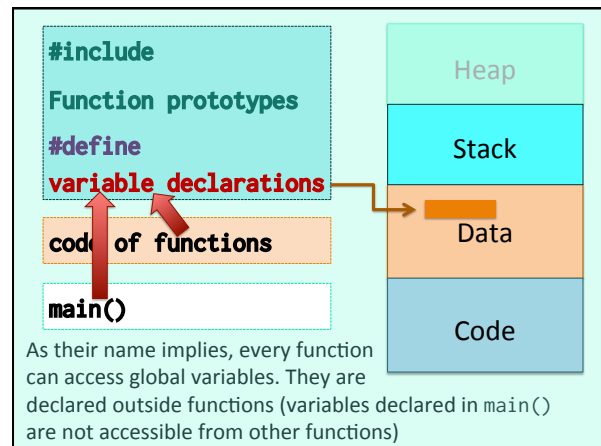 #include
Function prototypes
#define
variable declarations
code of functions
main()
Heap
Stack
Data
Code
As their name implies, every function
can access global variables. They are
declared outside functions (variables declared in main()
are not accessible from other functions)